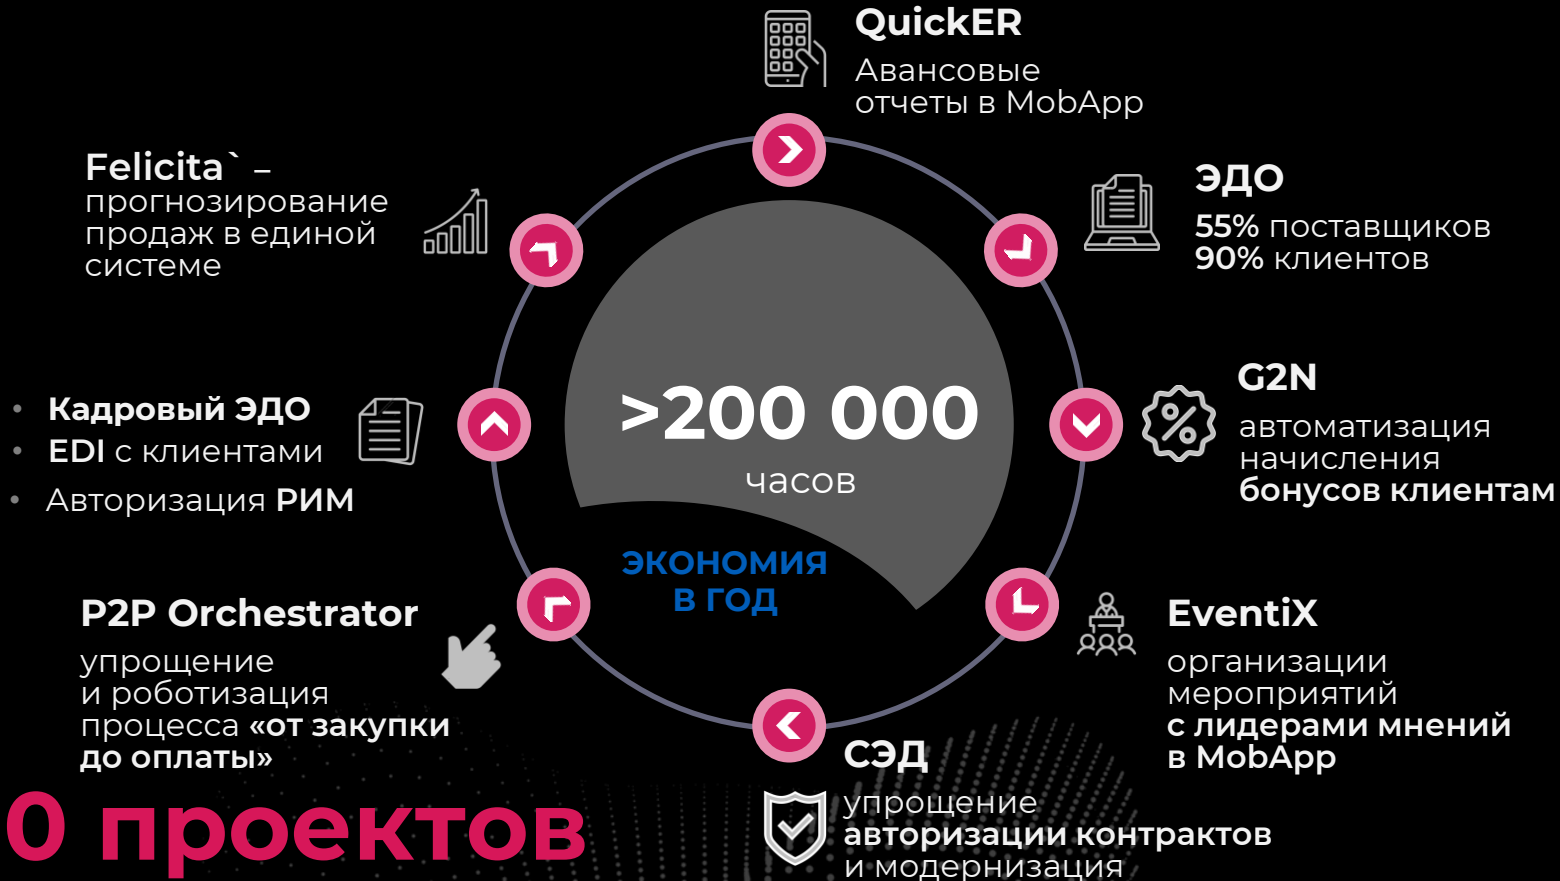 QuickER
Авансовые
отчеты в MobApp
Felicita` –
прогнозирование
продаж в единой
системе
ЭДО
55% поставщиков
90% клиентов
>200 000
часов
ЭКОНОМИЯ
В ГОД
G2N
автоматизация
начисления
бонусов клиентам
• Кадровый ЭДО
• EDI с клиентами
• Авторизация РИМ
P2P Orchestrator
упрощение
и роботизация
процесса «от закупки
до оплаты»
EventiX
организации
мероприятий
с лидерами мнений
в MobApp
СЭД
упрощение
авторизации контрактов
и модернизация
0 проектов